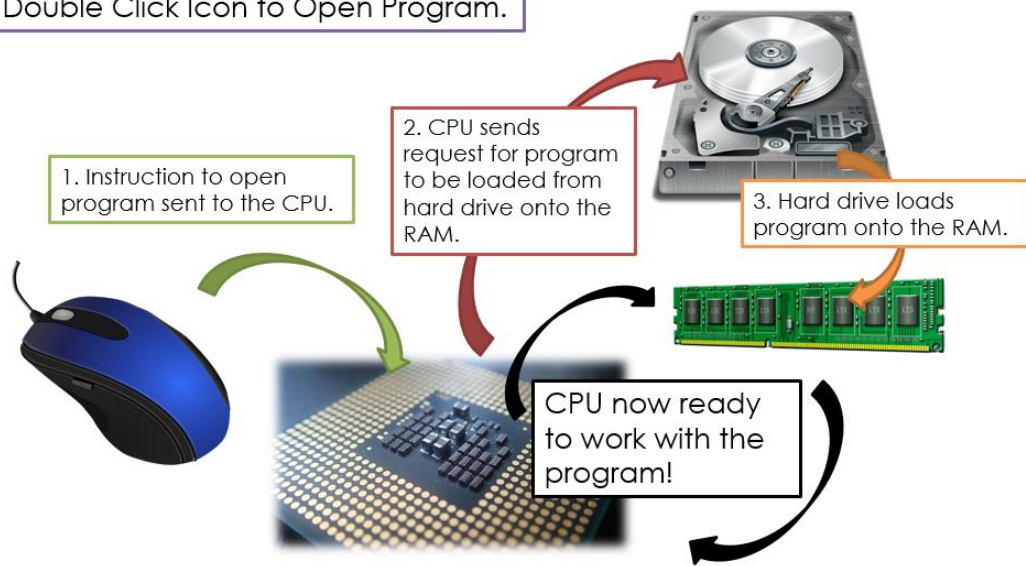 Double Click Icon to Open Program.
1. Instruction to open
program sent to the CPU.
2. CPU sends
request for program
to be loaded from
hard drive onto the
RAM.
3. Hard drive loads
program onto the RAM.
CPU now ready
to work with the
program!